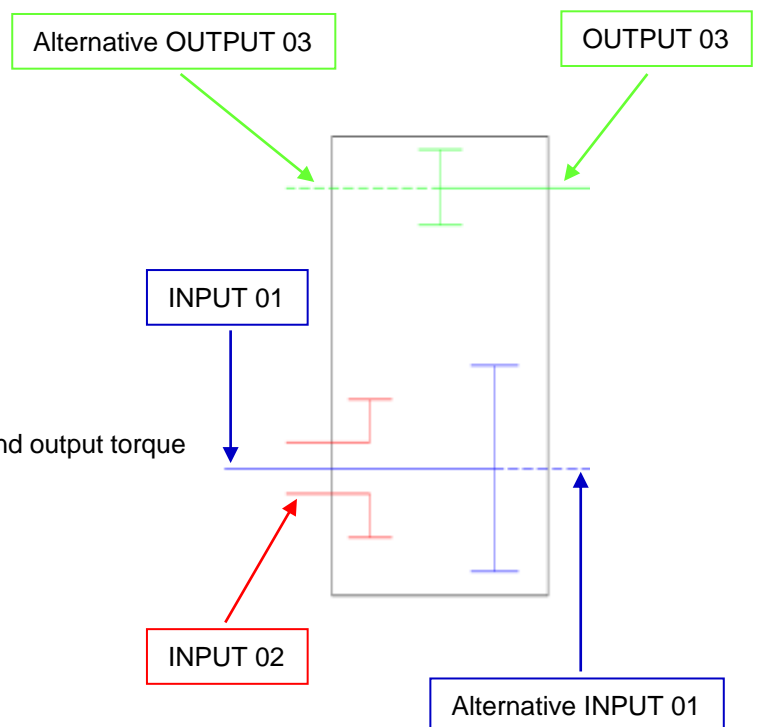 Alternative OUTPUT 03
OUTPUT 03
INPUT 01
nd output torque
INPUT 02
Alternative INPUT 01